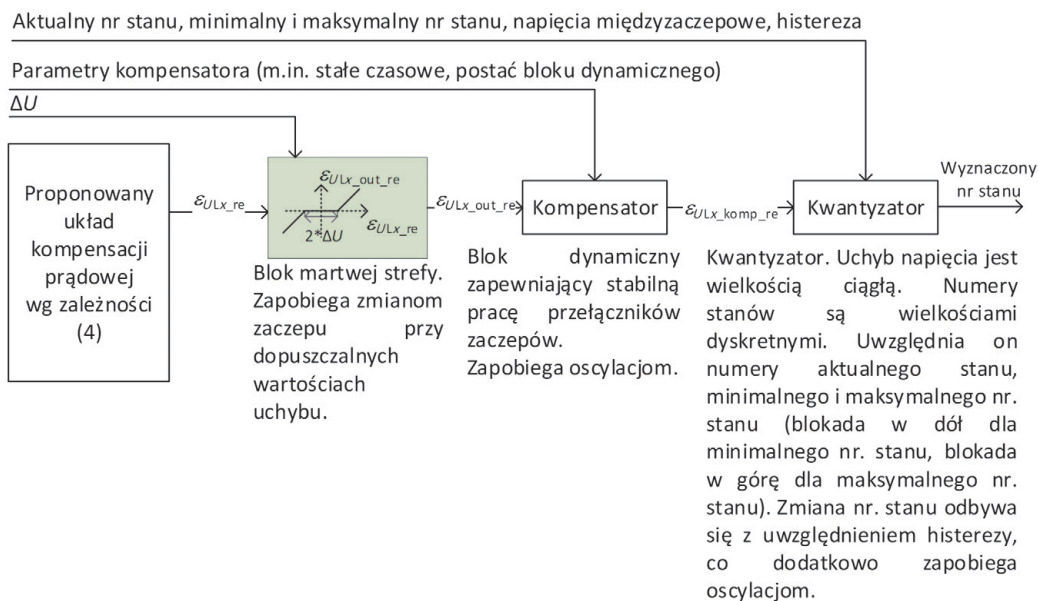 Aktualny nr stanu, minimalny i maksymalny nr stanu, napięcia międzyzaczepowe, histereza
Parametry kompensatora (m.in. stałe czasowe, postać bloku dynamicznego)
ΔU
Proponowany
układ
kompensacji
prądowej
wg zależności
(4)
εULx_re
εULx_out_re
εULx_re
2*ΔU
εULx_out_re
Kompensator
εULx_komp_re
Kwantyzator
Wyznaczony
nr stanu
Blok martwej strefy.
Zapobiega zmianom
zaczepu przy
dopuszczalnych
wartościach
uchybu.
Blok dynamiczny
zapewniający stabilną
pracę przełączników
zaczepów.
Zapobiega oscylacjom.
Kwantyzator. Uchyb napięcia jest
wielkością ciągłą. Numery
stanów są wielkościami
dyskretnymi. Uwzględnia on
numery aktualnego stanu,
minimalnego i maksymalnego nr.
stanu (blokada w dół dla
minimalnego nr. stanu, blokada
w górę dla maksymalnego nr.
stanu). Zmiana nr. stanu odbywa
się z uwzględnieniem histerezy,
co dodatkowo zapobiega
oscylacjom.